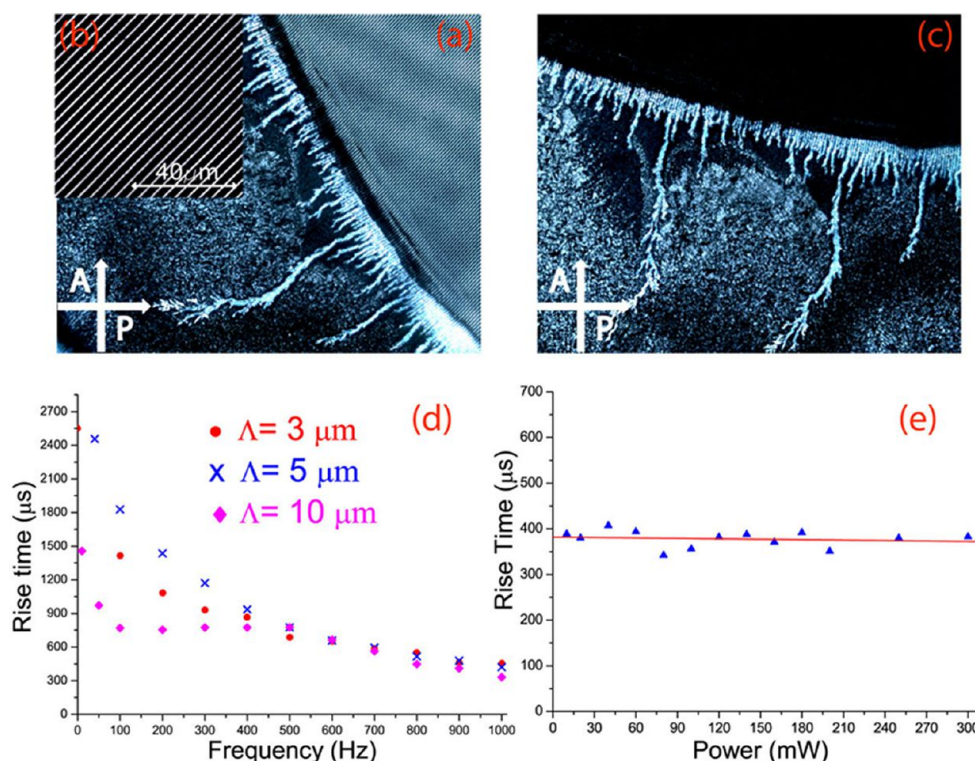 (b)
(a)
40μm
A
P
(c)
A
P
(d)
Λ= 3 μm
Λ= 5 μm
Λ= 10 μm
Rise time (μs)
2700
2400
2100
1800
1500
1200
900
600
300
0
0 100 200 300 400 500 600 700 800 900 1000
Frequency (Hz)
(e)
Rise Time (μs)
700
600
500
400
300
200
100
0
0 30 60 90 120 150 180 210 240 270 300
Power (mW)